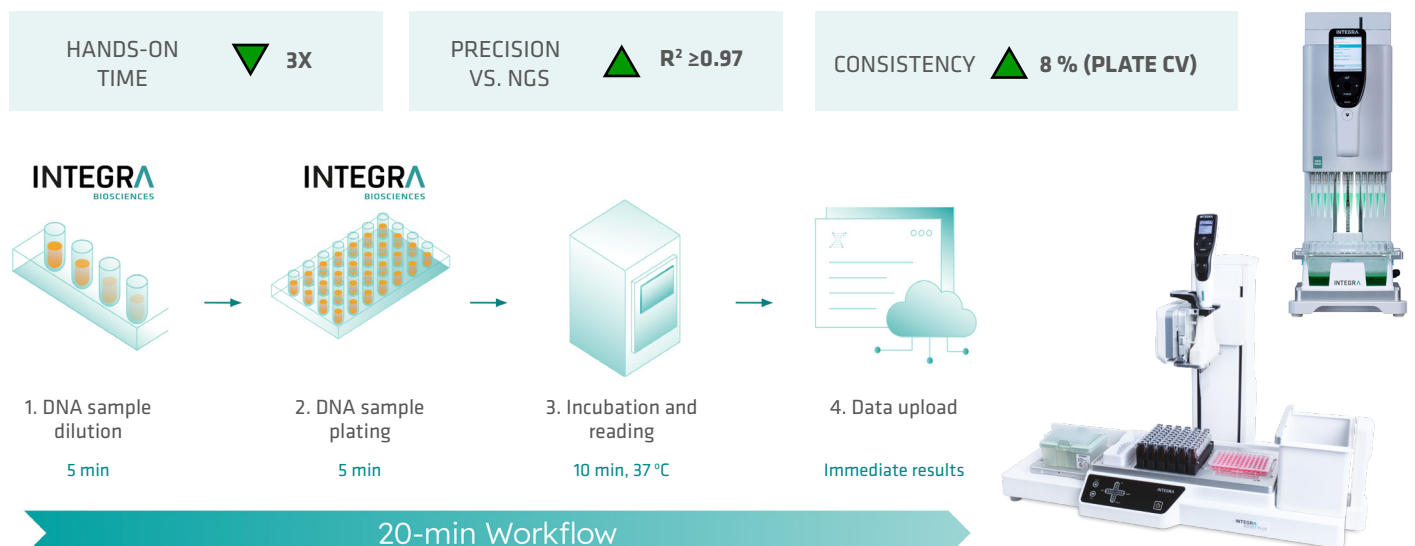 HANDS-ON
TIME
3X
PRECISION
VS. NGS
R² ≥0.97
CONSISTENCY
8 % (PLATE CV)
INTEGRA
BIOSCIENCES
INTEGRA
BIOSCIENCES
1. DNA sample
dilution
5 min
2. DNA sample
plating
5 min
3. Incubation and
reading
10 min, 37 °C
4. Data upload
Immediate results
20-min Workflow
INTEGRA
INTEGRA
INTEGRA
INTEGRA
INTEGRA